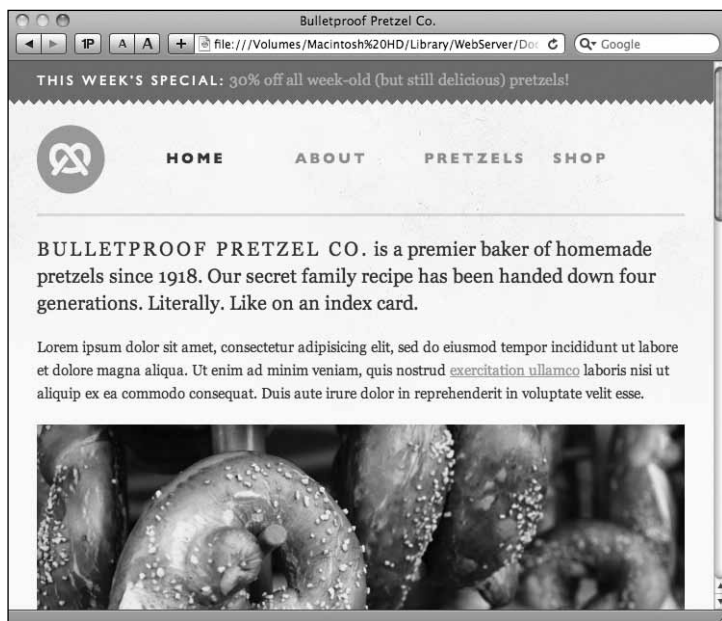 Bulletproof Pretzel Co.
1P A A + file:///Volumes/Macintosh%20HD/Library/WebServer/Doc Google
THIS WEEK'S SPECIAL: 30% off all week-old (but still delicious) pretzels!
HOME ABOUT PRETZELS SHOP
BULLETPROOF PRETZEL CO. is a premier baker of homemade
pretzels since 1918. Our secret family recipe has been handed down four
generations. Literally. Like on an index card.
Lorem ipsum dolor sit amet, consectetur adipisicing elit, sed do eiusmod tempor incididunt ut labore
et dolore magna aliqua. Ut enim ad minim veniam, quis nostrud exercitation ullamco laboris nisi ut
aliquip ex ea commodo consequat. Duis aute irure dolor in reprehenderit in voluptate velit esse.